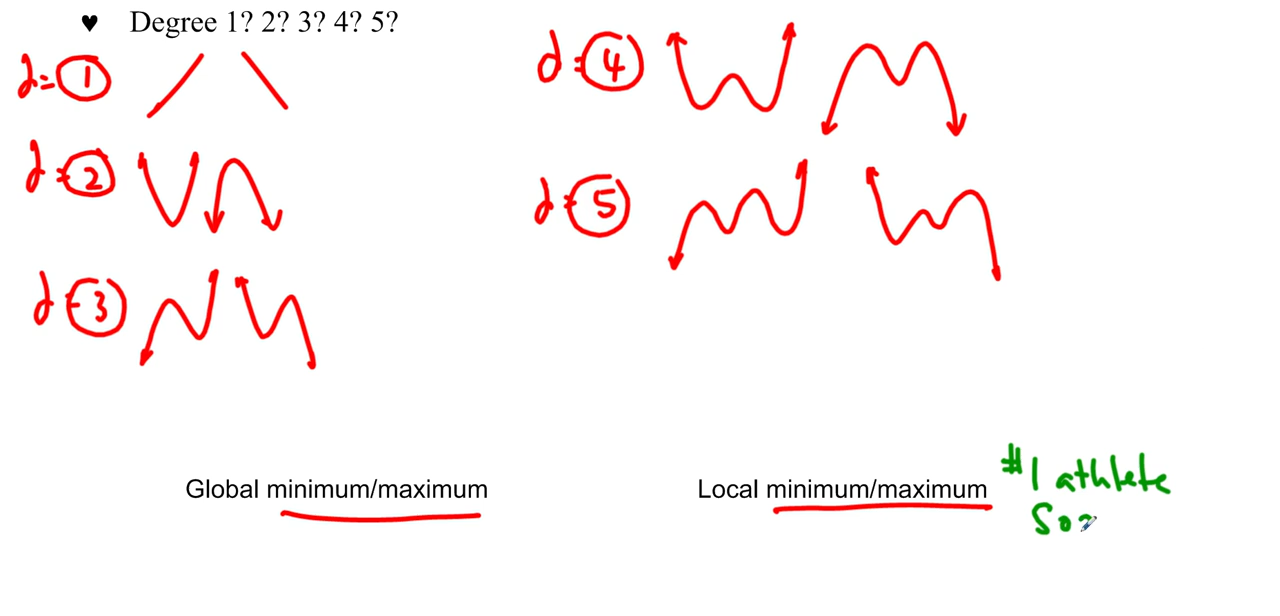 ♥ Degree 1? 2? 3? 4? 5?
d=1
d=2
d=3
d=4
d=5
Global minimum/maximum
Local minimum/maximum
#1 athlete